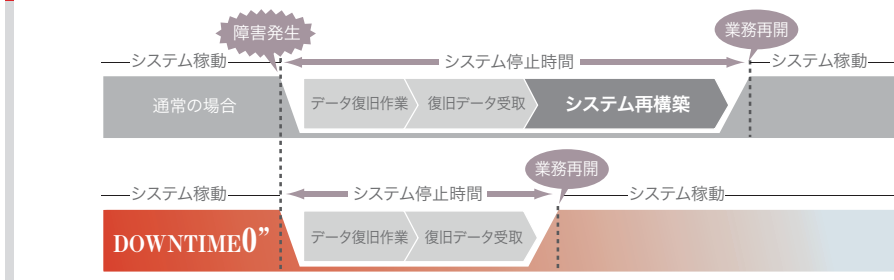 障害発生
業務再開
システム稼動
システム停止時間
システム稼動
通常の場合
データ復旧作業
復旧データ受取
システム再構築
業務再開
システム稼動
システム停止時間
システム稼動
DOWNTIME0”
データ復旧作業
復旧データ受取